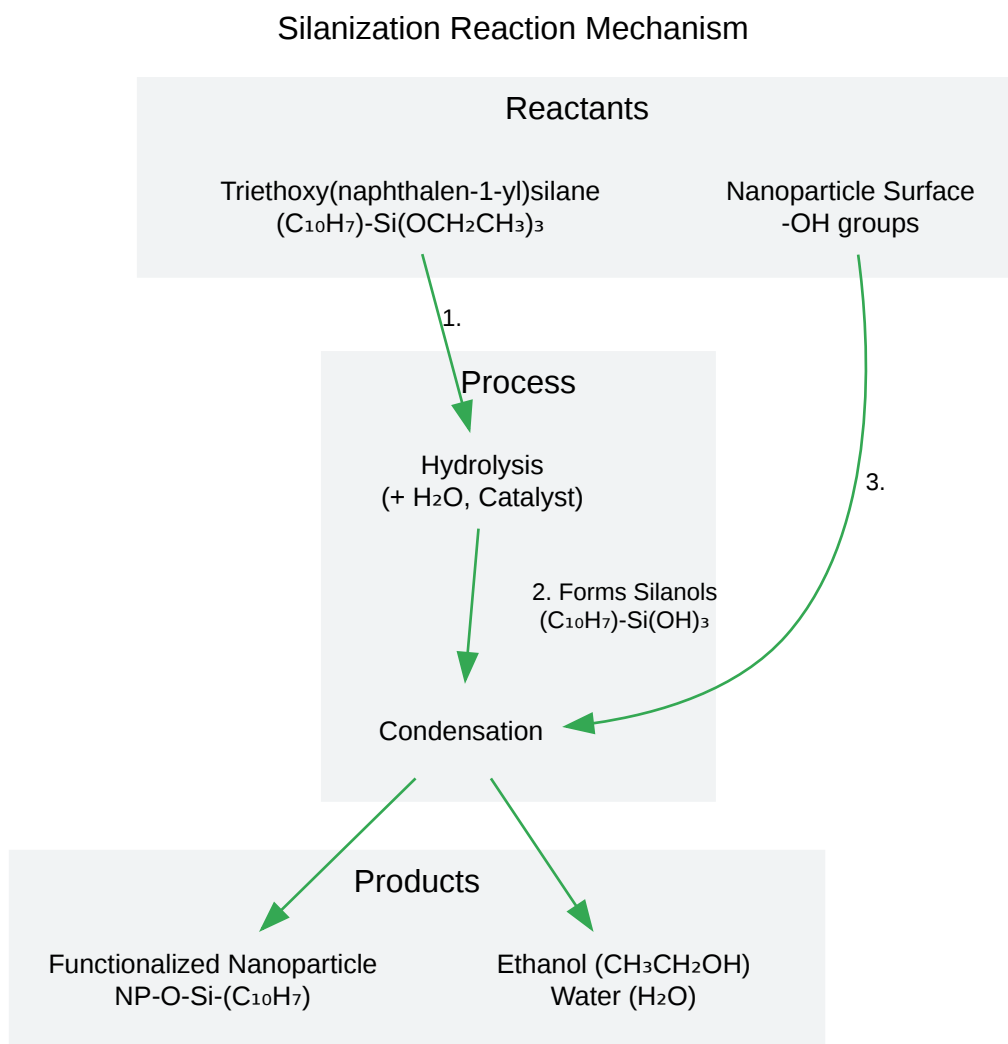 Silanization Reaction Mechanism
Reactants
Triethoxy(naphthalen-1-yl)silane
(C₁₀H₇)-Si(OCH₂CH₃)₃
Nanoparticle Surface
-OH groups
1.
Process
Hydrolysis
(+ H₂O, Catalyst)
3.
2. Forms Silanols
(C₁₀H₇)-Si(OH)₃
Condensation
Products
Functionalized Nanoparticle
NP-O-Si-(C₁₀H₇)
Ethanol (CH₃CH₂OH)
Water (H₂O)